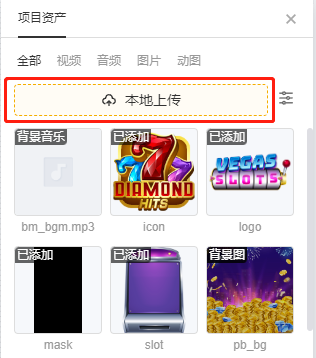 项目资产
全部 视频 音频 图片 动图
本地上传
背景音乐 已添加 已添加
777
DIAMOND
HITS
VEGAS
SLOTS
bm_bgm.mp3 icon logo
已添加 已添加 背景图
mask slot pb_bg